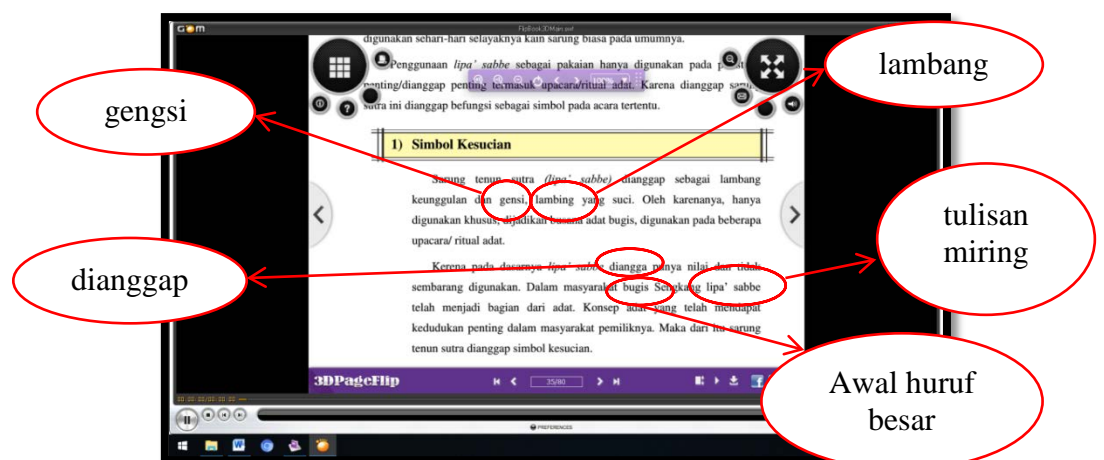 GOM
FlipBook3DMain.swf
digunakan sehari-hari selayaknya kain sarung biasa pada umumnya.
Penggunaan lipa' sabbe sebagai pakaian hanya digunakan pada
penting/dianggap penting termasuk upacara/ritual adat. Karena dianggap
sutra ini dianggap befungsi sebagai simbol pada acara tertentu.
100%
1) Simbol Kesucian
Sarung tenun sutra (lipa' sabbe) dianggap sebagai lambang
keunggulan dan gensi, lambing yang suci. Oleh karenanya, hanya
digunakan khusus, dijadikan busana adat bugis, digunakan pada beberapa
upacara/ ritual adat.
Kerena pada dasarnya lipa' sabbe diangga punya nilai dan tidak
sembarang digunakan. Dalam masyarakat bugis Sengkang lipa' sabbe
telah menjadi bagian dari adat. Konsep adat yang telah mendapat
kedudukan penting dalam masyarakat pemiliknya. Maka dari itu sarung
tenun sutra dianggap simbol kesucian.
3DPageFlip
35/80
PREFERENCES
gengsi
lambang
dianggap
tulisan
miring
Awal huruf
besar